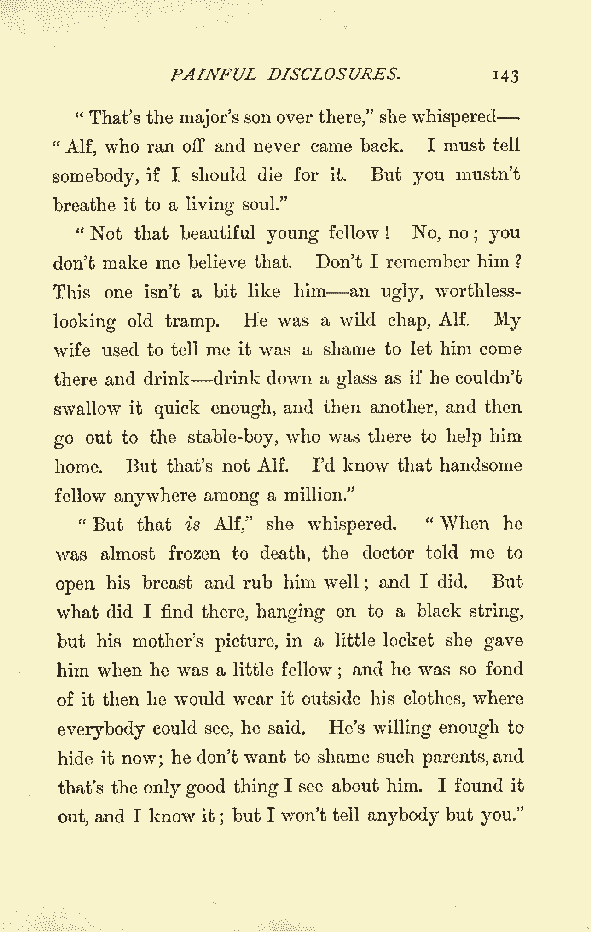 PAINFUL DISCLOSURES. 143
“ That’s the major’s son over there,” she whispered—
“ Alf, who ran off and never came back. I must tell
somebody, if I should die for it. But you mustn’t
breathe it to a living soul.”
“ Not that beautiful young fellow! No, no; you
don’t make me believe that. Don’t I remember him?
This one isn’t a bit like him—an ugly, worthless-
looking old tramp. He was a wild chap, Alf. My
wife used to tell me it was a shame to let him come
there and drink—drink down a glass as if he couldn’t
swallow it quick enough, and then another, and then
go out to the stable-boy, who was there to help him
home. But that’s not Alf. I’d know that handsome
fellow anywhere among a million.”
“ But that is Alf,” she whispered. “ When he
was almost frozen to death, the doctor told me to
open his breast and rub him well; and I did. But
what did I find there, hanging on to a black string,
but his mother’s picture, in a little locket she gave
him when he was a little fellow; and he was so fond
of it then he would wear it outside his clothes, where
everybody could see, he said. He’s willing enough to
hide it now; he don’t want to shame such parents, and
that’s the only good thing I see about him. I found it
out, and I know it; but I won’t tell anybody but you.”